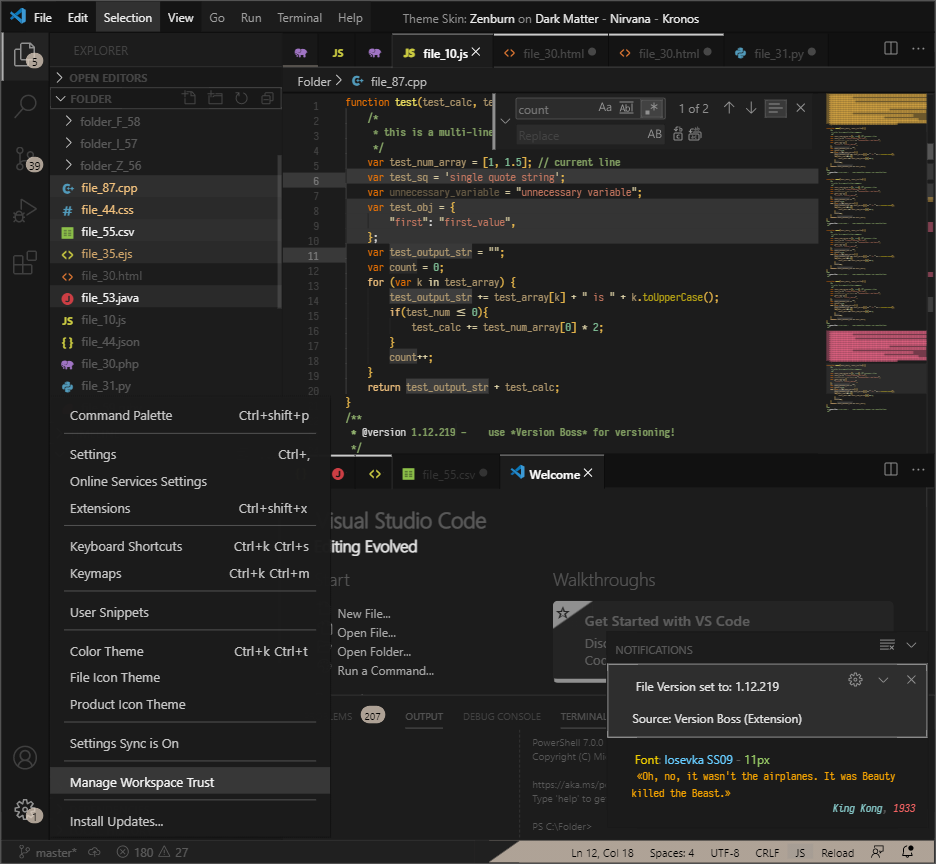 File Edit Selection View Go Run Terminal Help Theme Skin: Zenburn on Dark Matter - Nirvana - Kronos
5
EXPLORER
OPEN EDITORS
FOLDER
folder_F_58
folder_I_57
folder_Z_56
file_87.cpp
file_44.css
file_55.csv
file_35.ejs
file_30.html
file_53.java
file_10.js
file_44.json
file_30.php
file_31.py
39
JS file_10.js file_30.html file_30.html file_31.py
Folder file_87.cpp
count Aa Abl .* 1 of 2
Replace AB
1 function test(test_calc, te
2 /*
3 * this is a multi-line
4 */
5 var test_num_array = [1, 1.5]; // current line
6 var test_sq = 'single quote string';
7 var unnecessary_variable = "unnecessary variable";
8 var test_obj = {
9 "first": "first_value",
10 };
11 var test_output_str = "";
12 var count = 0;
13 for (var k in test_array) {
14 test_output_str += test_array[k] + " is " + k.toUpperCase();
15 if(test_num ≤ 0){
16 test_calc += test_num_array[0] * 2;
17 }
18 count++;
19 }
20 return test_output_str + test_calc;
}
/**
* @version 1.12.219 - use *Version Boss* for versioning!
*/
Command Palette Ctrl+shift+p
Settings Ctrl+,
Online Services Settings
Extensions Ctrl+shift+x
Keyboard Shortcuts Ctrl+k Ctrl+s
Keymaps Ctrl+k Ctrl+m
User Snippets
Color Theme Ctrl+k Ctrl+t
File Icon Theme
Product Icon Theme
Settings Sync is On
Manage Workspace Trust
Install Updates...
1
file_55.csv Welcome
isual Studio Code
iting Evolved
art
New File...
Open File...
Open Folder...
Run a Command...
Walkthroughs
Get Started with VS Code
Disc
Coo
NOTIFICATIONS
File Version set to: 1.12.219
Source: Version Boss (Extension)
Font: Iosevka SS09 - 11px
«Oh, no, it wasn't the airplanes. It was Beauty
killed the Beast.»
King Kong, 1933
LEMS 207 OUTPUT DEBUG CONSOLE TERMINAL
PowerShell 7.0.0
Copyright (C) Mi
https://aka.ms/p
Type 'help' to ge
PS C:\Folder>
master* 180 27 Ln 12, Col 18 Spaces: 4 UTF-8 CRLF JS Reload